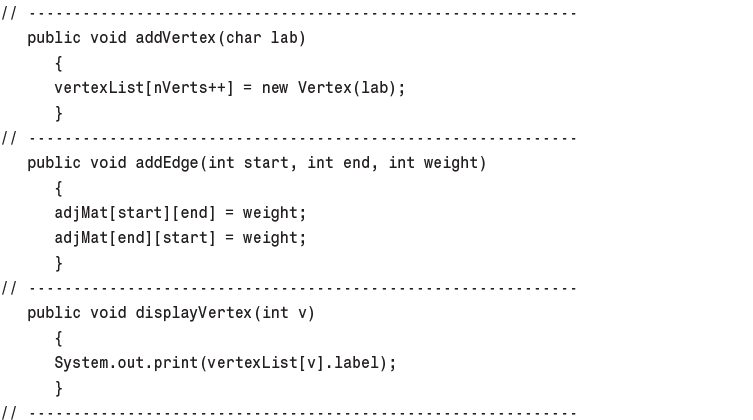 // -------------------------------------------------------------
public void addVertex(char lab)
{
vertexList[nVerts++] = new Vertex(lab);
}
// -------------------------------------------------------------
public void addEdge(int start, int end, int weight)
{
adjMat[start][end] = weight;
adjMat[end][start] = weight;
}
// -------------------------------------------------------------
public void displayVertex(int v)
{
System.out.print(vertexList[v].label);
}
// -------------------------------------------------------------